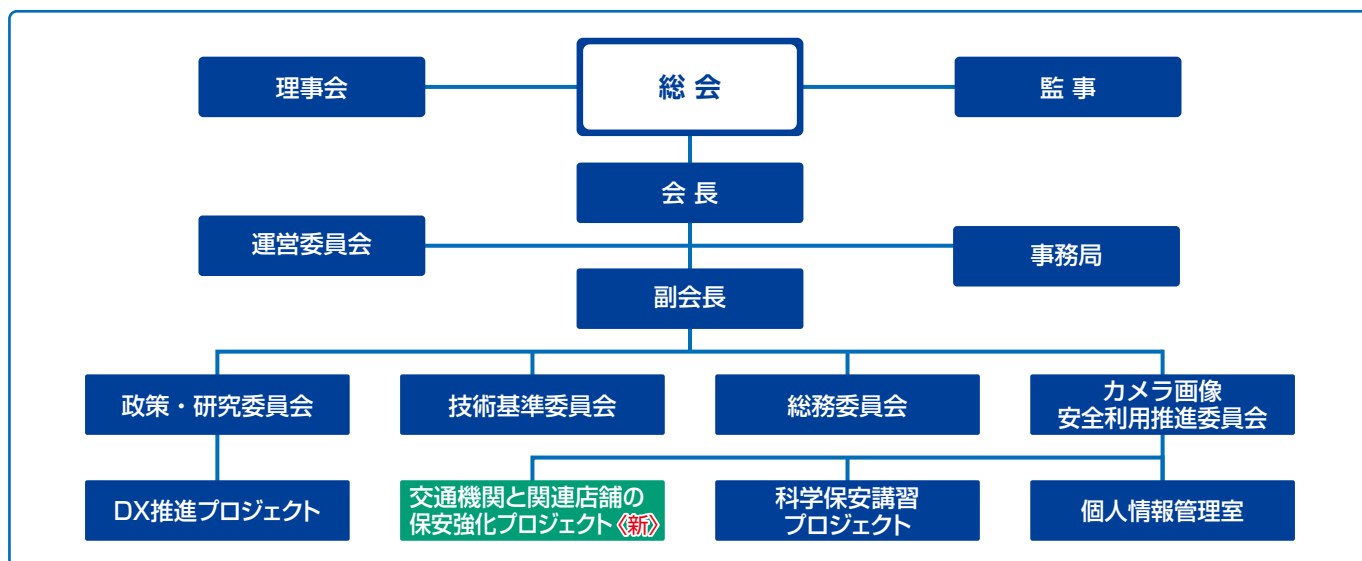 理事会
総会
監事
会長
運営委員会
事務局
副会長
政策・研究委員会
技術基準委員会
総務委員会
カメラ画像
安全利用推進委員会
DX推進プロジェクト
交通機関と関連店舗の
保安強化プロジェクト《新》
科学保安講習
プロジェクト
個人情報管理室